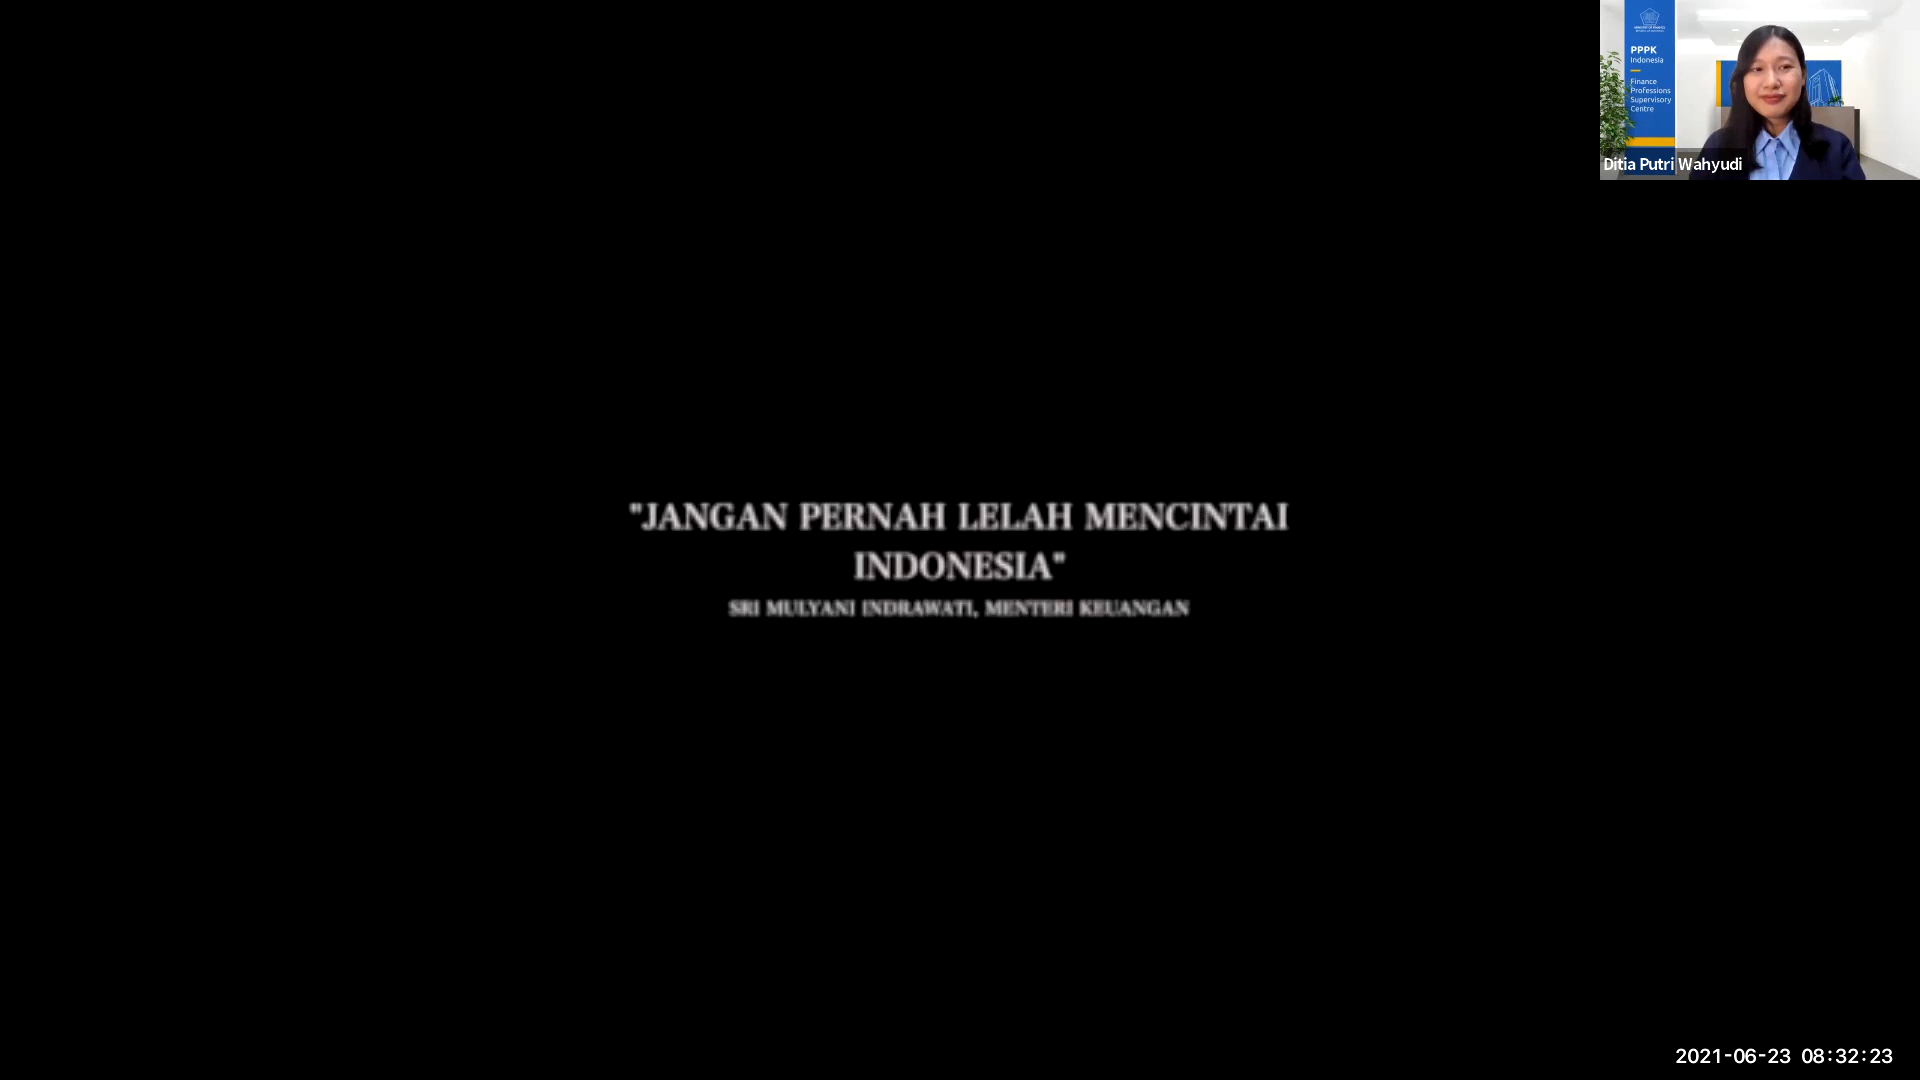 "JANGAN PERNAH LELAH MENCINTAI
INDONESIA"
SRI MULYANI INDRAWATI, MENTERI KEUANGAN
PPPK
Indonesia
Finance
Professions
Supervisory
Centre
Ditia Putri Wahyudi
2021-06-23 08:32:23